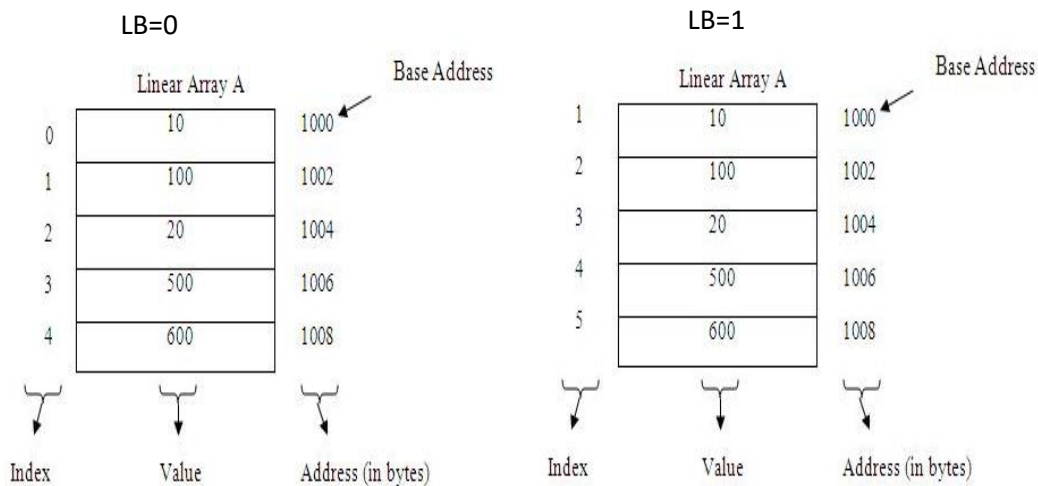 LB=0
LB=1
Linear Array A
Base Address
0 10 1000
1 100 1002
2 20 1004
3 500 1006
4 600 1008
Index Value Address (in bytes)
Linear Array A
Base Address
1 10 1000
2 100 1002
3 20 1004
4 500 1006
5 600 1008
Index Value Address (in bytes)